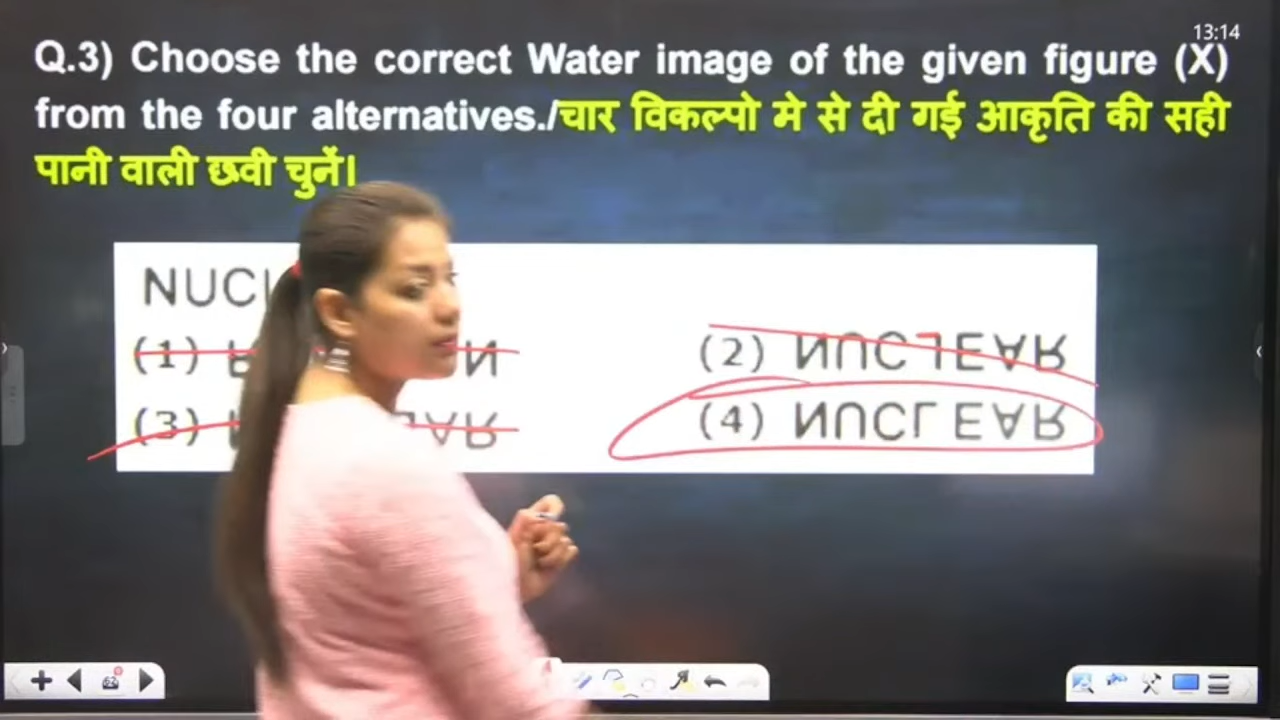 13:14
Q.3) Choose the correct Water image of the given figure (X)
from the four alternatives./चार विकल्पो मे से दी गई आकृति की सही
पानी वाली छवी चुनें।
NUC
(1) (2) NUCLEAR
(3) (4) NUCLEAR